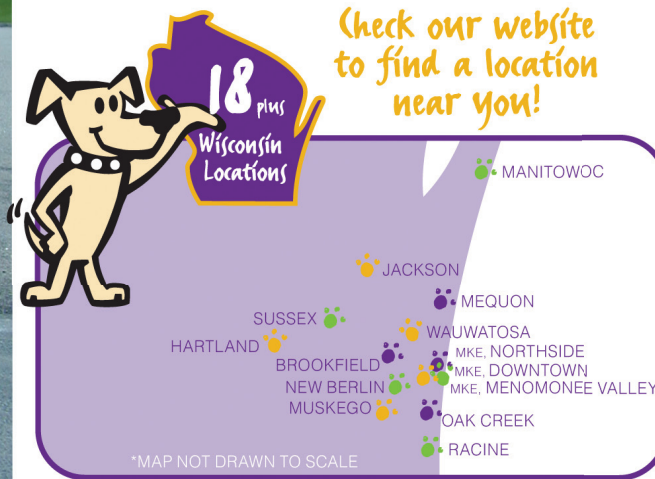 Check our website
to find a location
near you!
18 plus
Wisconsin
Locations
MANITOWOC
JACKSON
MEQUON
SUSSEX
WAUWATOSA
HARTLAND
MKE, NORTHSIDE
BROOKFIELD
MKE, DOWNTOWN
NEW BERLIN
MKE, MENOMONEE VALLEY
MUSKEGO
OAK CREEK
RACINE
*MAP NOT DRAWN TO SCALE